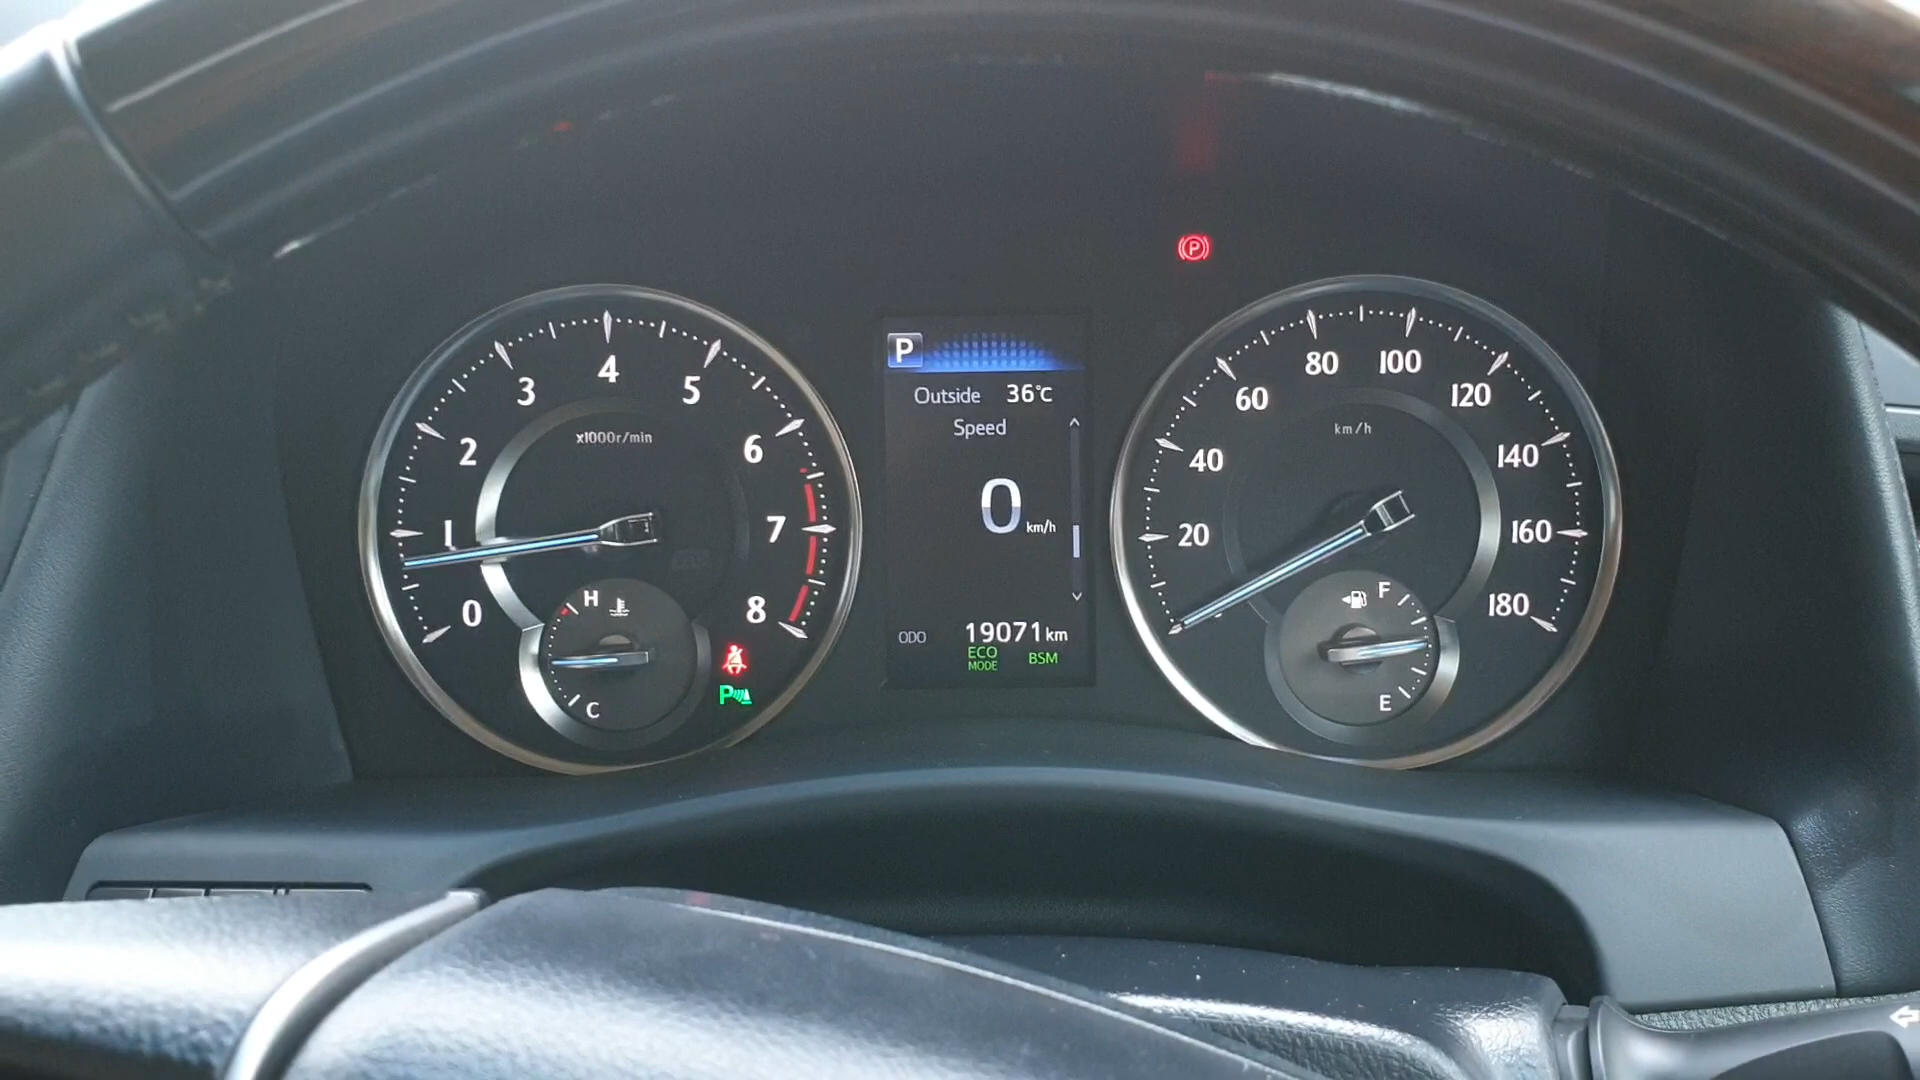 0
1
2
3
4
5
6
7
8
x1000r/min
H
C
P
P
Outside 36°C
Speed
0 km/h
ODO 19071 km
ECO MODE
BSM
P
20
40
60
80
100
120
140
160
180
km/h
F
E